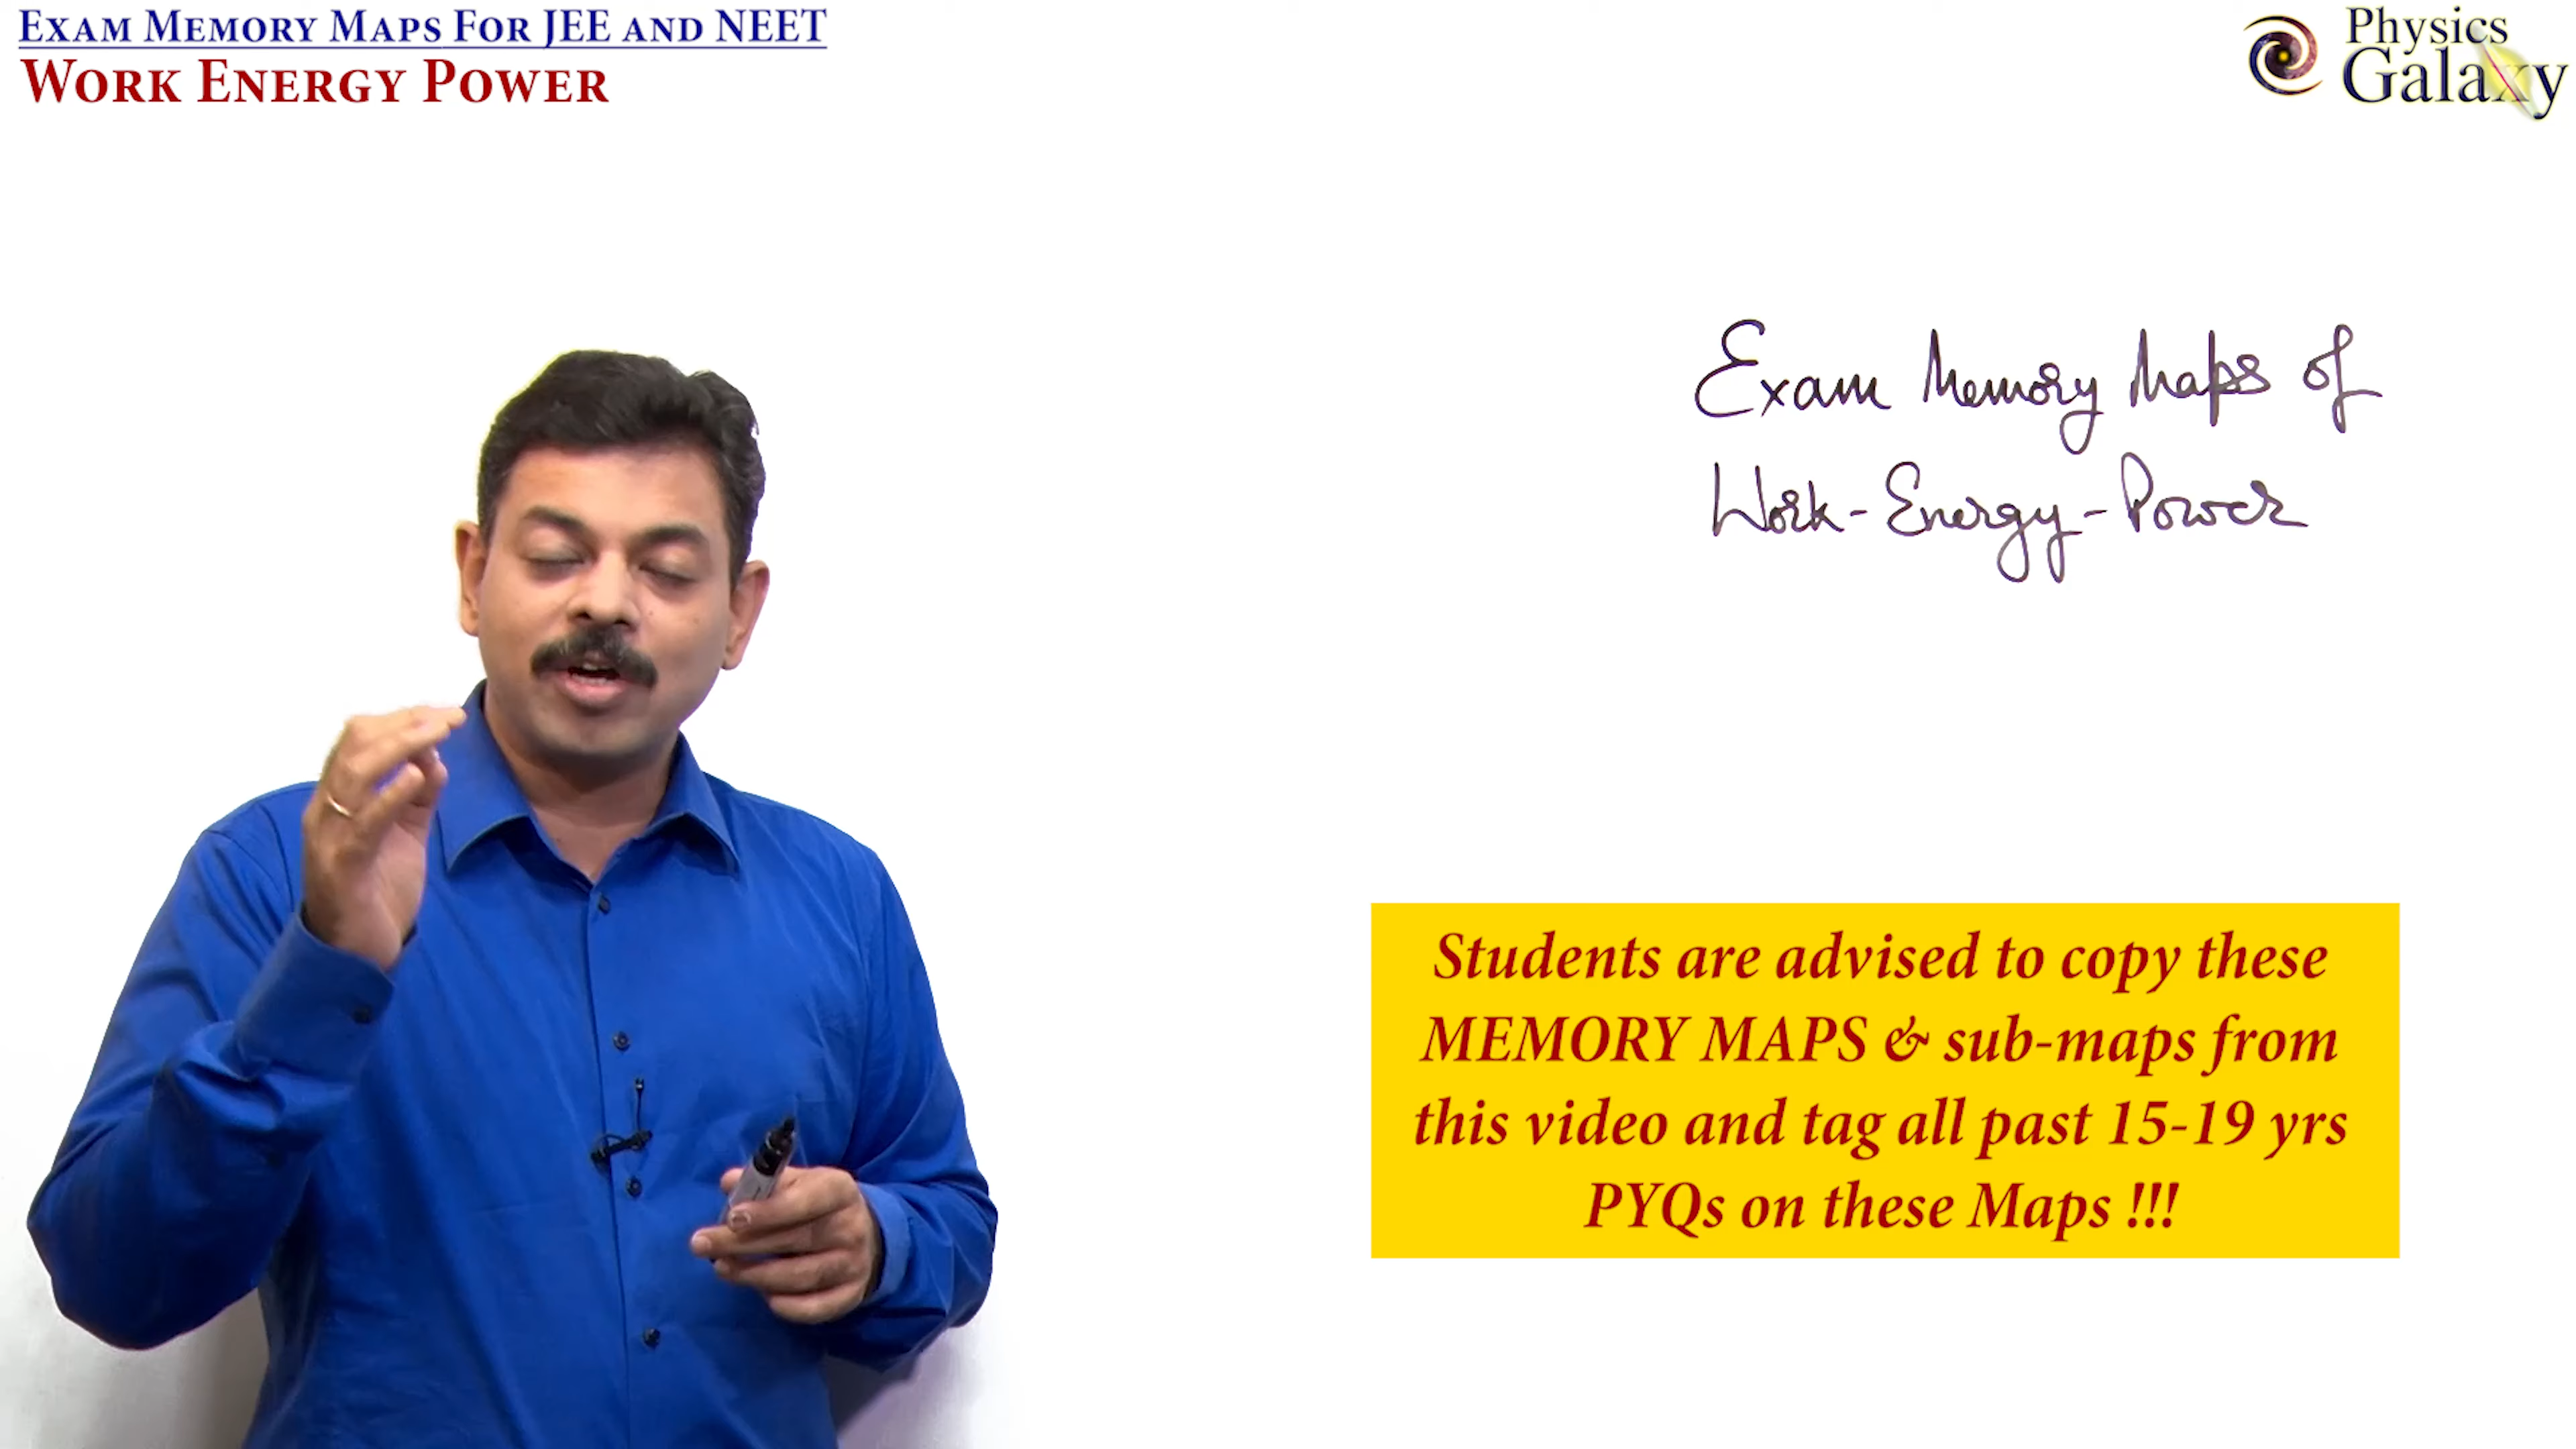 EXAM MEMORY MAPS FOR JEE AND NEET
WORK ENERGY POWER
Physics
Galaxy
Exam Memory Maps of
Work-Energy-Power
Students are advised to copy these
MEMORY MAPS & sub-maps from
this video and tag all past 15-19 yrs
PYQs on these Maps !!!